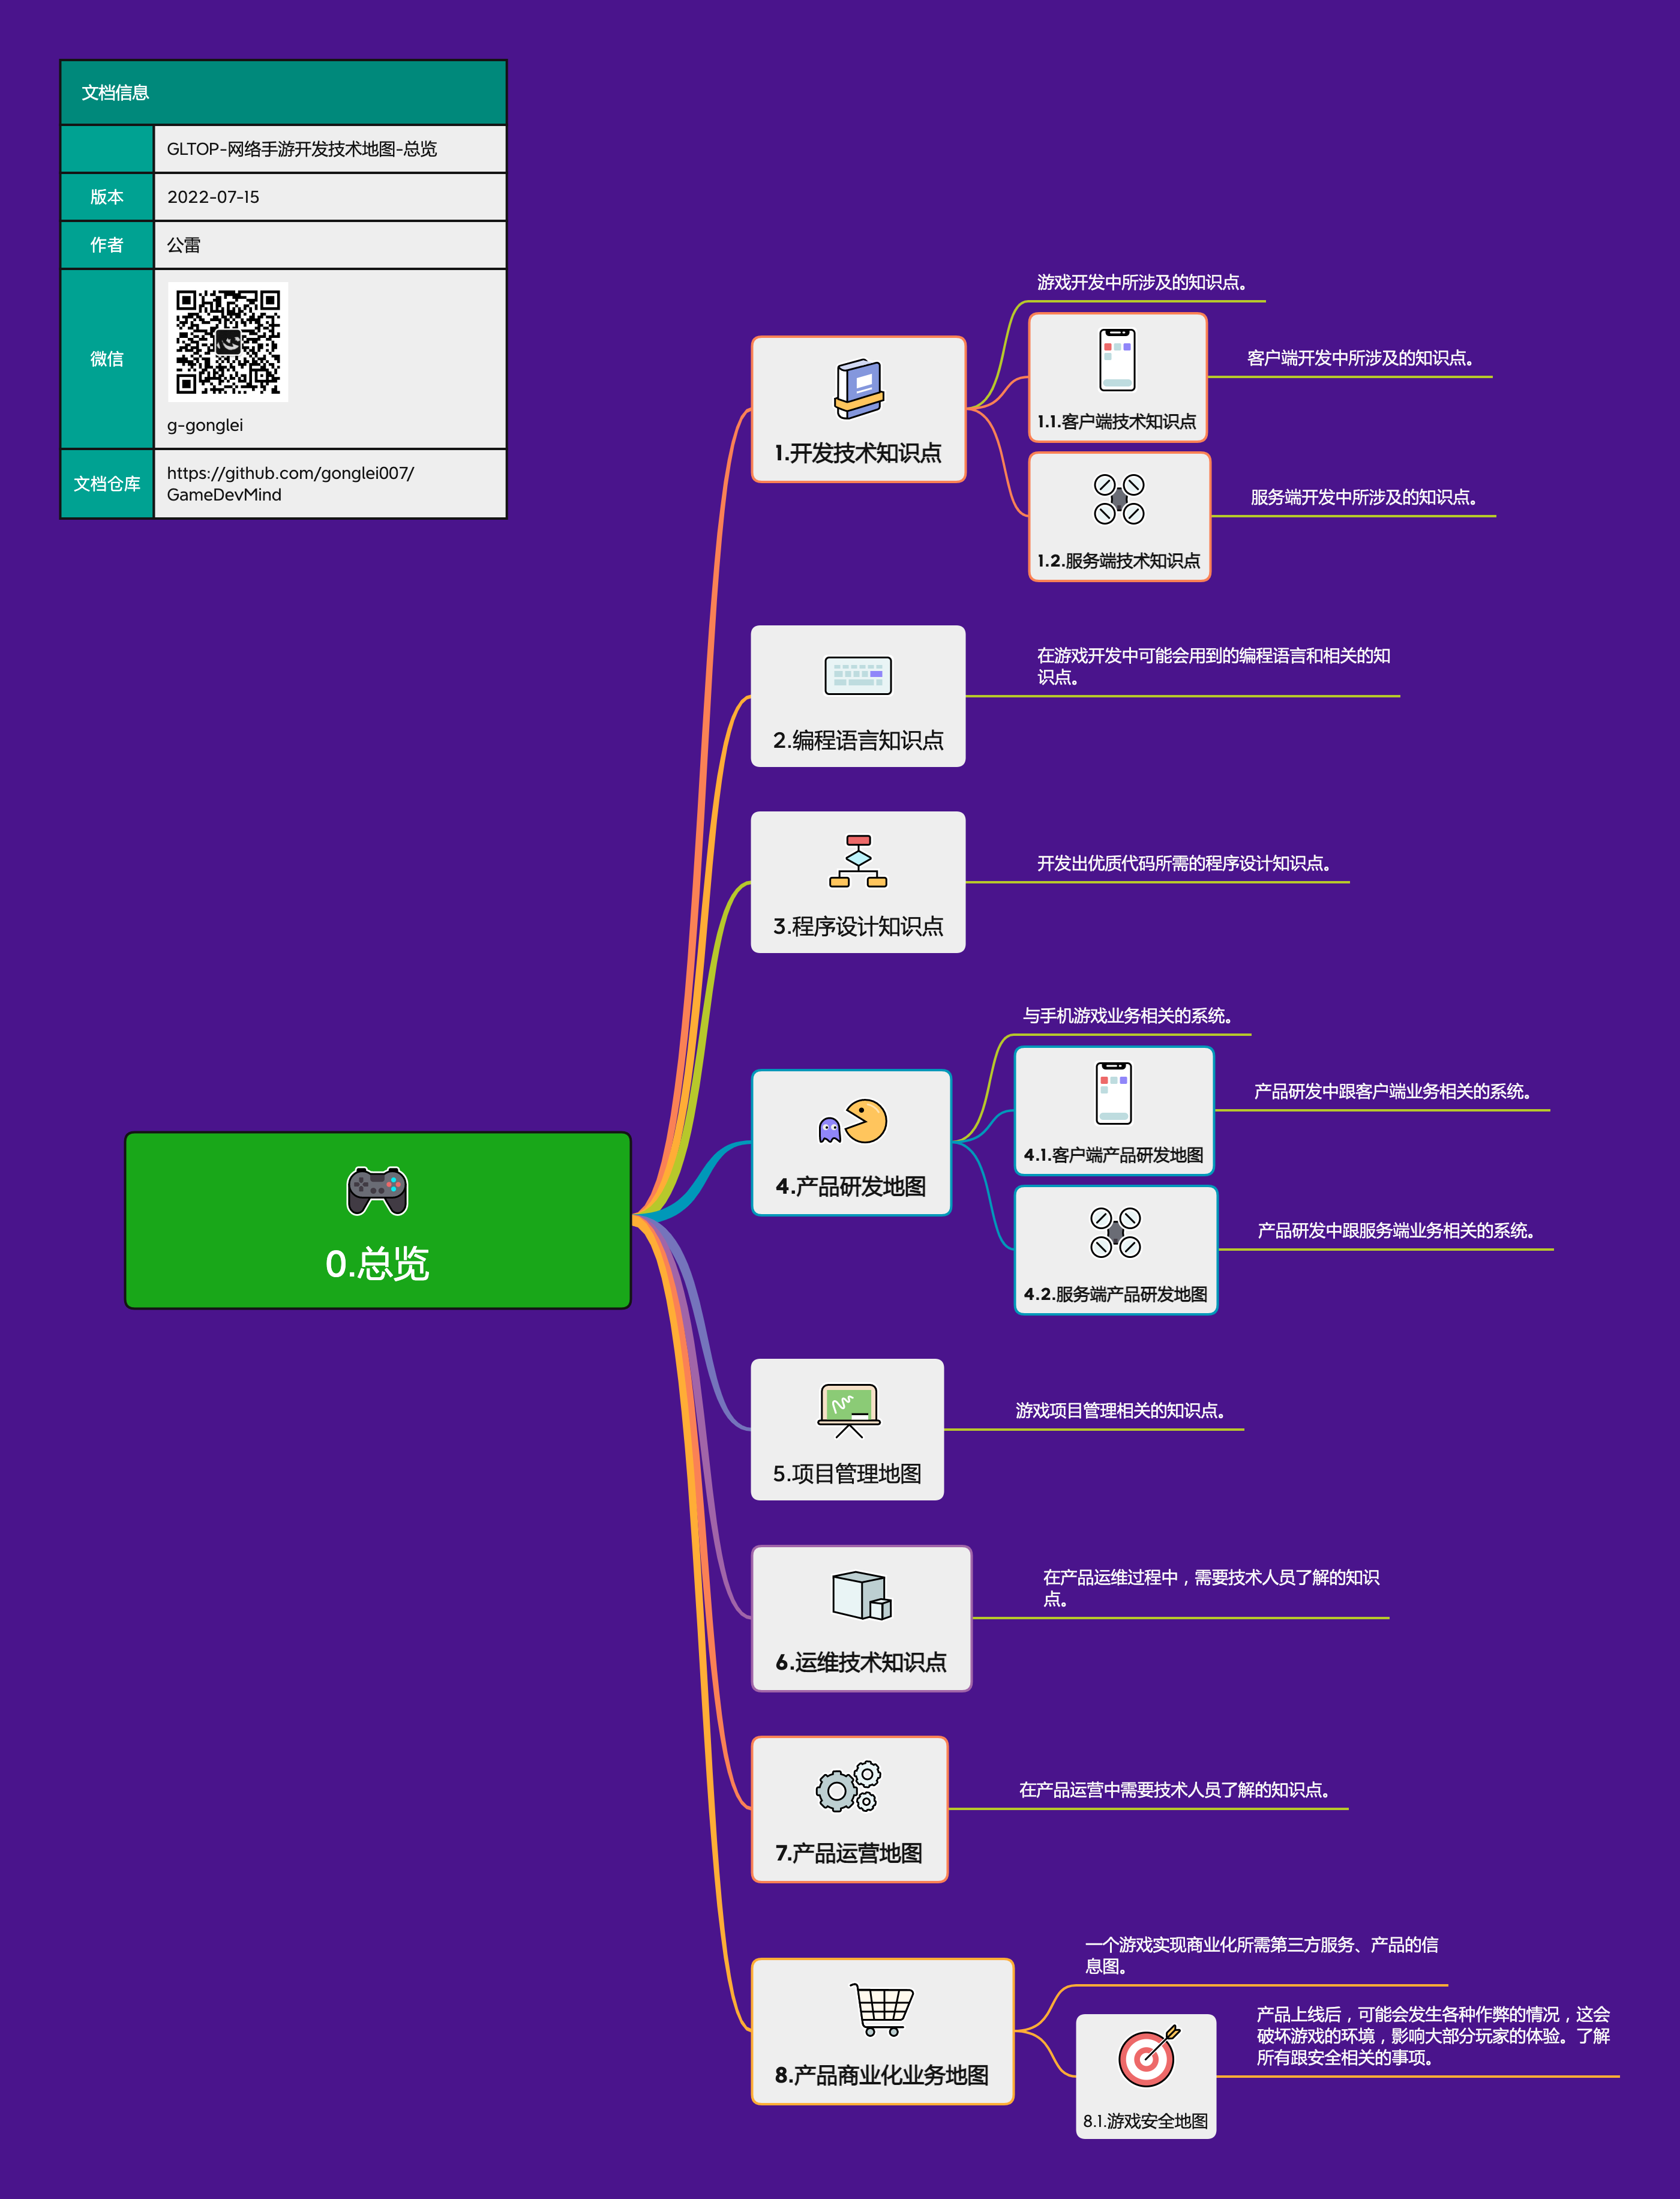 文档信息
GLTOP-网络手游开发技术地图-总览
版本
2022-07-15
作者
公雷
微信
g-gonglei
文档仓库
https://github.com/gonglei007/
GameDevMind
0.总览
1.开发技术知识点
游戏开发中所涉及的知识点。
1.1.客户端技术知识点
客户端开发中所涉及的知识点。
1.2.服务端技术知识点
服务端开发中所涉及的知识点。
2.编程语言知识点
在游戏开发中可能会用到的编程语言和相关的知
识点。
3.程序设计知识点
开发出优质代码所需的程序设计知识点。
4.产品研发地图
与手机游戏业务相关的系统。
4.1.客户端产品研发地图
产品研发中跟客户端业务相关的系统。
4.2.服务端产品研发地图
产品研发中跟服务端业务相关的系统。
5.项目管理地图
游戏项目管理相关的知识点。
6.运维技术知识点
在产品运维过程中，需要技术人员了解的知识
点。
7.产品运营地图
在产品运营中需要技术人员了解的知识点。
8.产品商业化业务地图
一个游戏实现商业化所需第三方服务、产品的信
息图。
8.1.游戏安全地图
产品上线后，可能会发生各种作弊的情况，这会
破坏游戏的环境，影响大部分玩家的体验。了解
所有跟安全相关的事项。